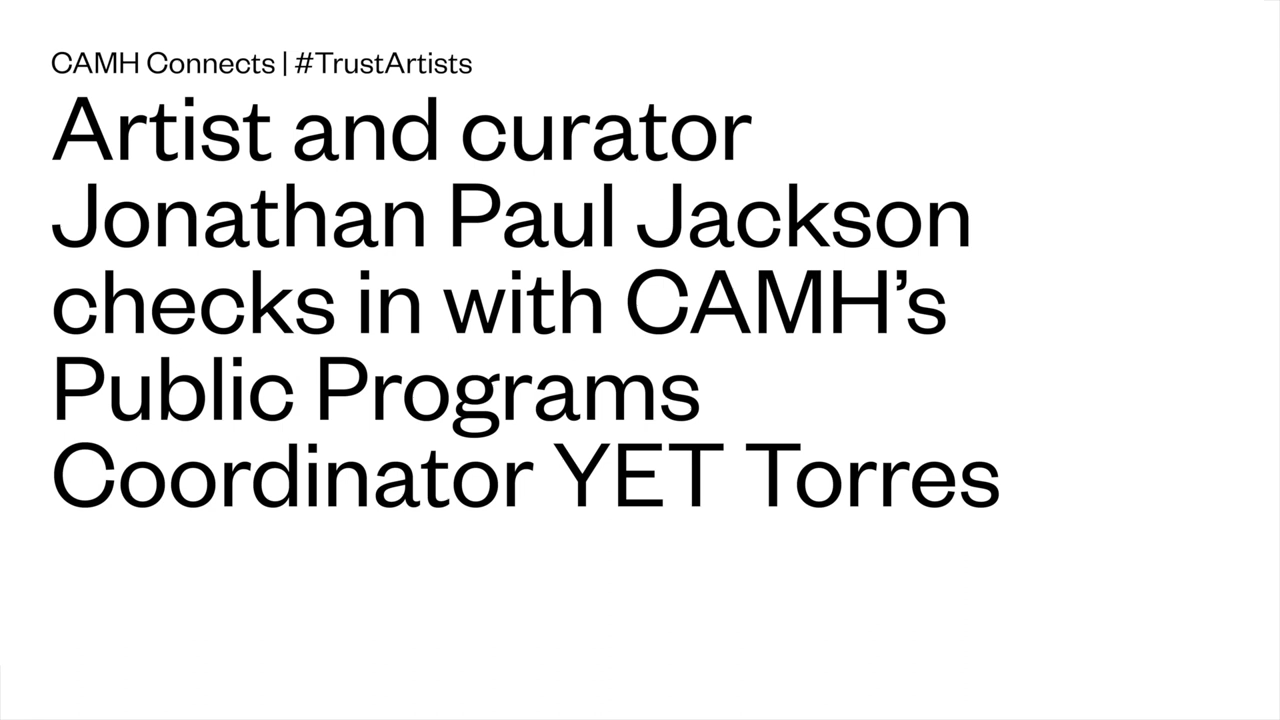 CAMH Connects | #TrustArtists
Artist and curator
Jonathan Paul Jackson
checks in with CAMH’s
Public Programs
Coordinator YET Torres